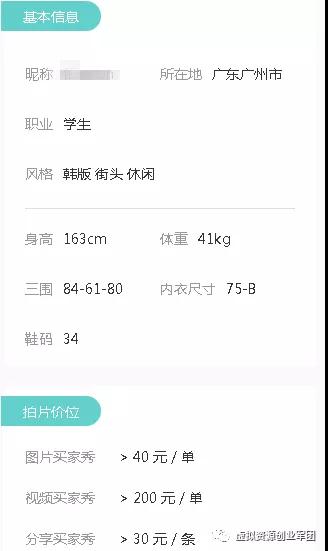 基本信息
昵称 所在地 广东广州市
职业 学生
风格 韩版 街头 休闲
身高 163cm 体重 41kg
三围 84-61-80 内衣尺寸 75-B
鞋码 34
拍片价位
图片买家秀 > 40 元 / 单
视频买家秀 > 200 元 / 单
分享买家秀 > 30 元 / 条
虚拟资源创业军团